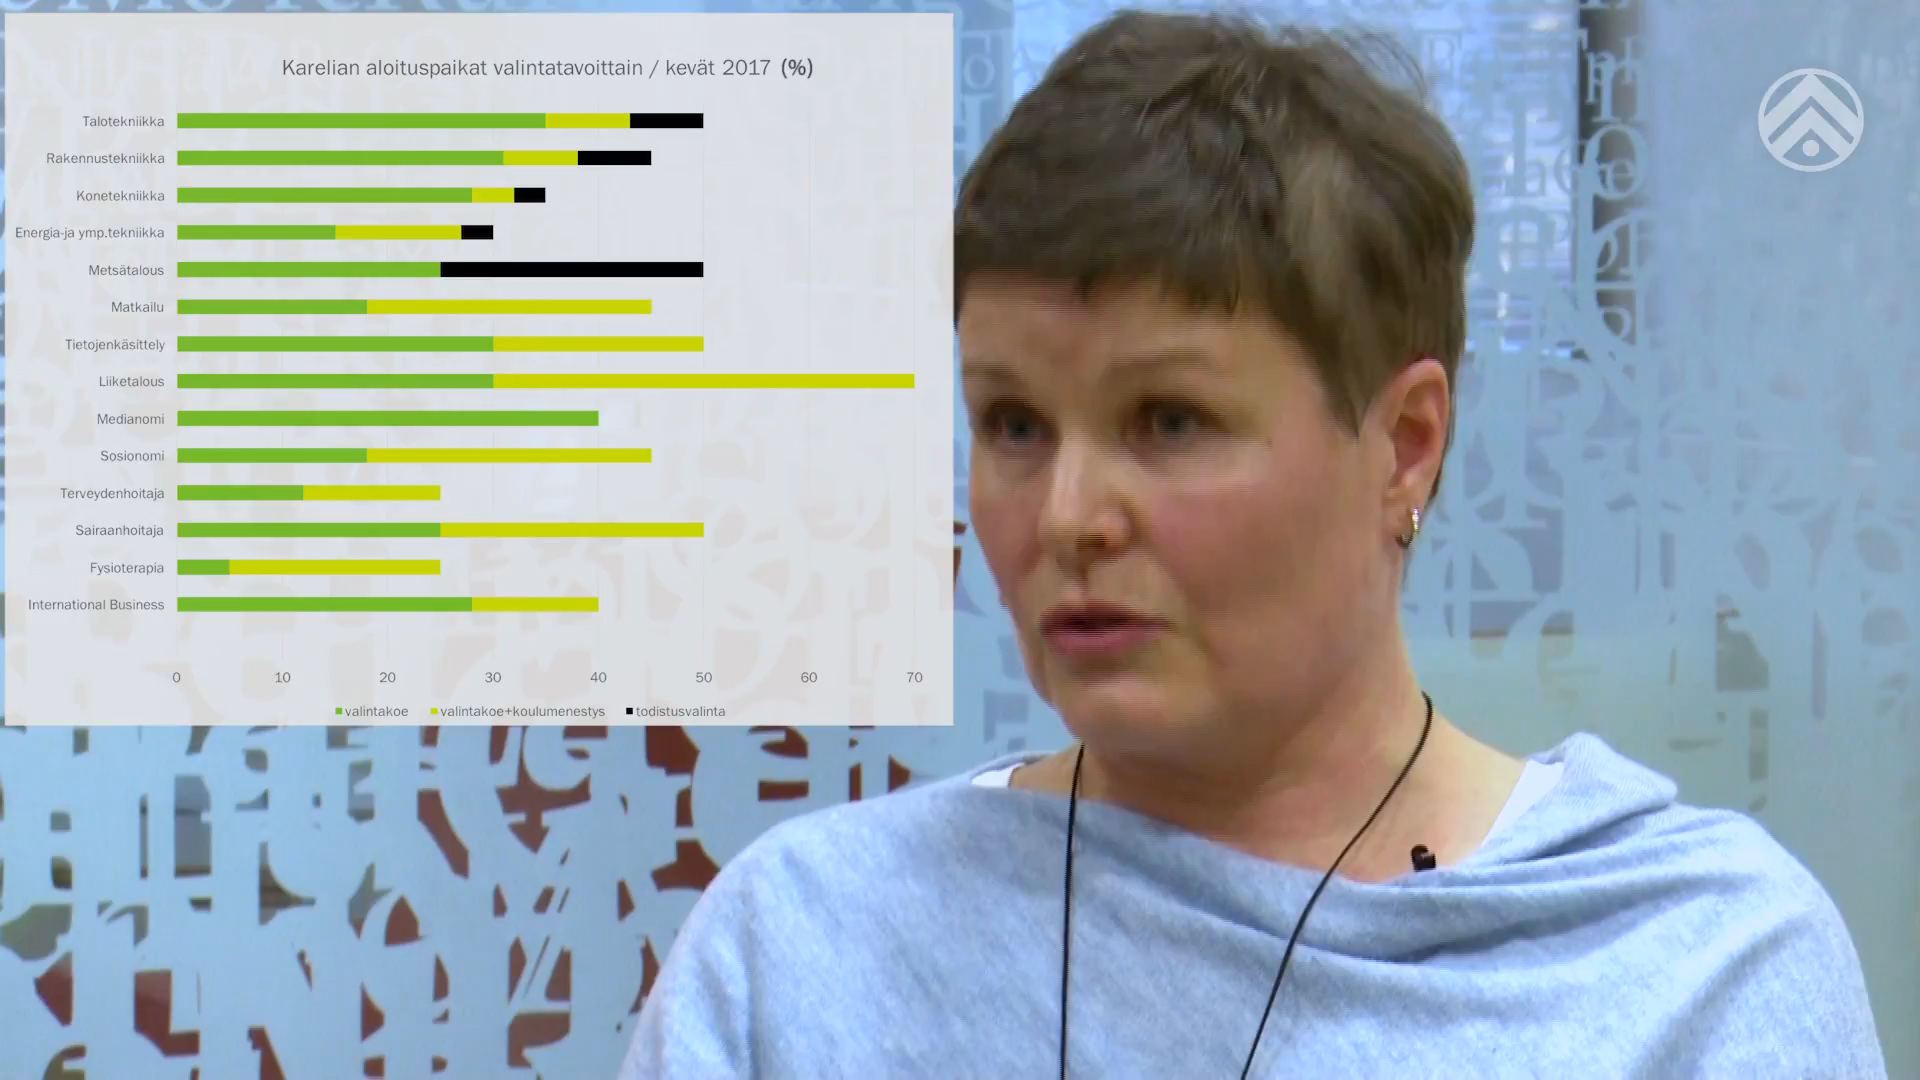 Karelian aloituspaikat valintatavoittain / kevät 2017 (%)
Talotekniikka
Rakennustekniikka
Konetekniikka
Energia-ja ymp.tekniikka
Metsätalous
Matkailu
Tietojenkäsittely
Liiketalous
Medianomi
Sosionomi
Terveydenhoitaja
Sairaanhoitaja
Fysioterapia
International Business
0 10 20 30 40 50 60 70
valintakoe valintakoe+koulumenestys todistusvalinta